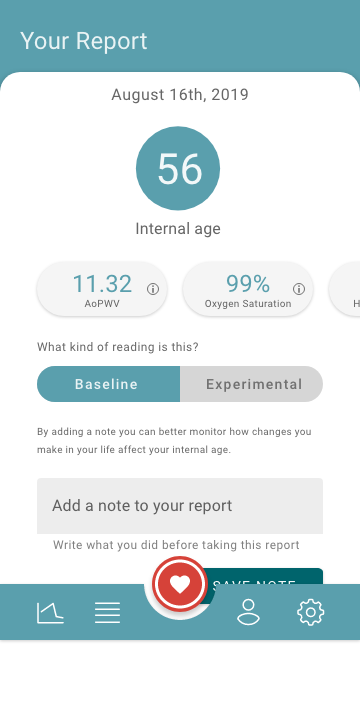 Your Report
August 16th, 2019
56
Internal age
11.32
AoPWV
99%
Oxygen Saturation
H
What kind of reading is this?
Baseline
Experimental
By adding a note you can better monitor how changes you
make in your life affect your internal age.
Add a note to your report
Write what you did before taking this report
SAVE NOTE